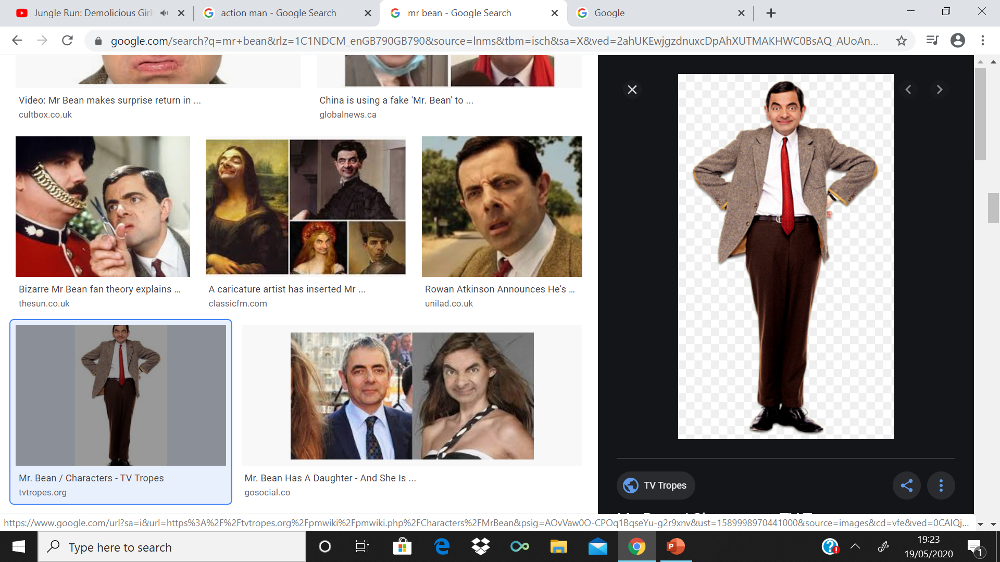 Jungle Run: Demolicious Girls
action man - Google Search
mr bean - Google Search
Google
google.com/search?q=mr+bean&rlz=1C1NDCM_enGB790GB790&source=lnms&tbm=isch&sa=X&ved=2ahUKEwjgzdnuxcDpAhXUTMAKHWC0BsAQ_AUoAn...
Video: Mr Bean makes surprise return in ...
cultbox.co.uk
China is using a fake 'Mr. Bean' to ...
globalnews.ca
Bizarre Mr Bean fan theory explains ...
thesun.co.uk
A caricature artist has inserted Mr ...
classicfm.com
Rowan Atkinson Announces He's ...
unilad.co.uk
Mr. Bean / Characters - TV Tropes
tvtropes.org
Mr. Bean Has A Daughter - And She Is ...
gosocial.co
TV Tropes
https://www.google.com/url?sa=i&url=https%3A%2F%2Ftvtropes.org%2Fpmwiki%2Fpmwiki.php%2FCharacters%2FMrBean&psig=AOvVaw0O-CPOq1BqseYu-g2r9xnv&ust=1589998970441000&source=images&cd=vfe&ved=0CAIQj...
Type here to search
19:23
19/05/2020
1